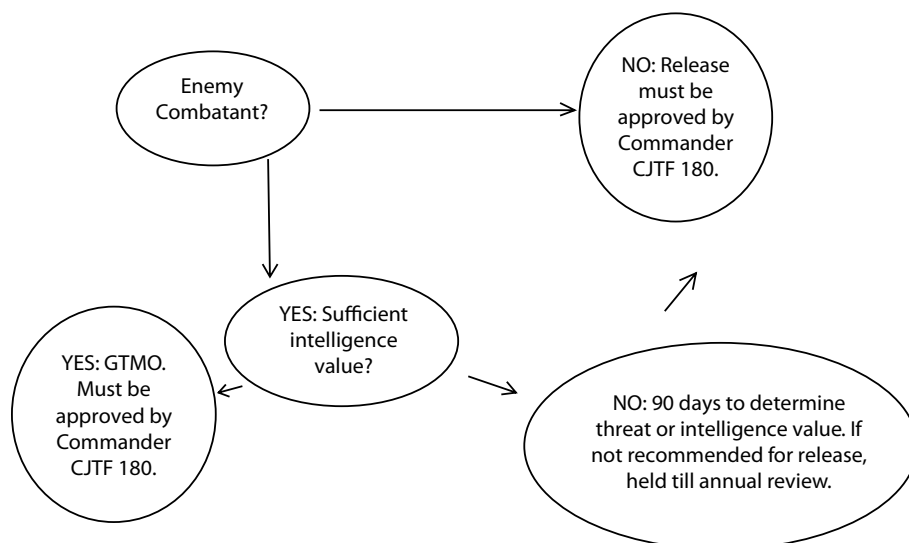 Enemy
Combatant?
NO: Release
must be
approved by
Commander
CJTF 180.
YES: Sufficient
intelligence
value?
YES: GTMO.
Must be
approved by
Commander
CJTF 180.
NO: 90 days to determine
threat or intelligence value. If
not recommended for release,
held till annual review.